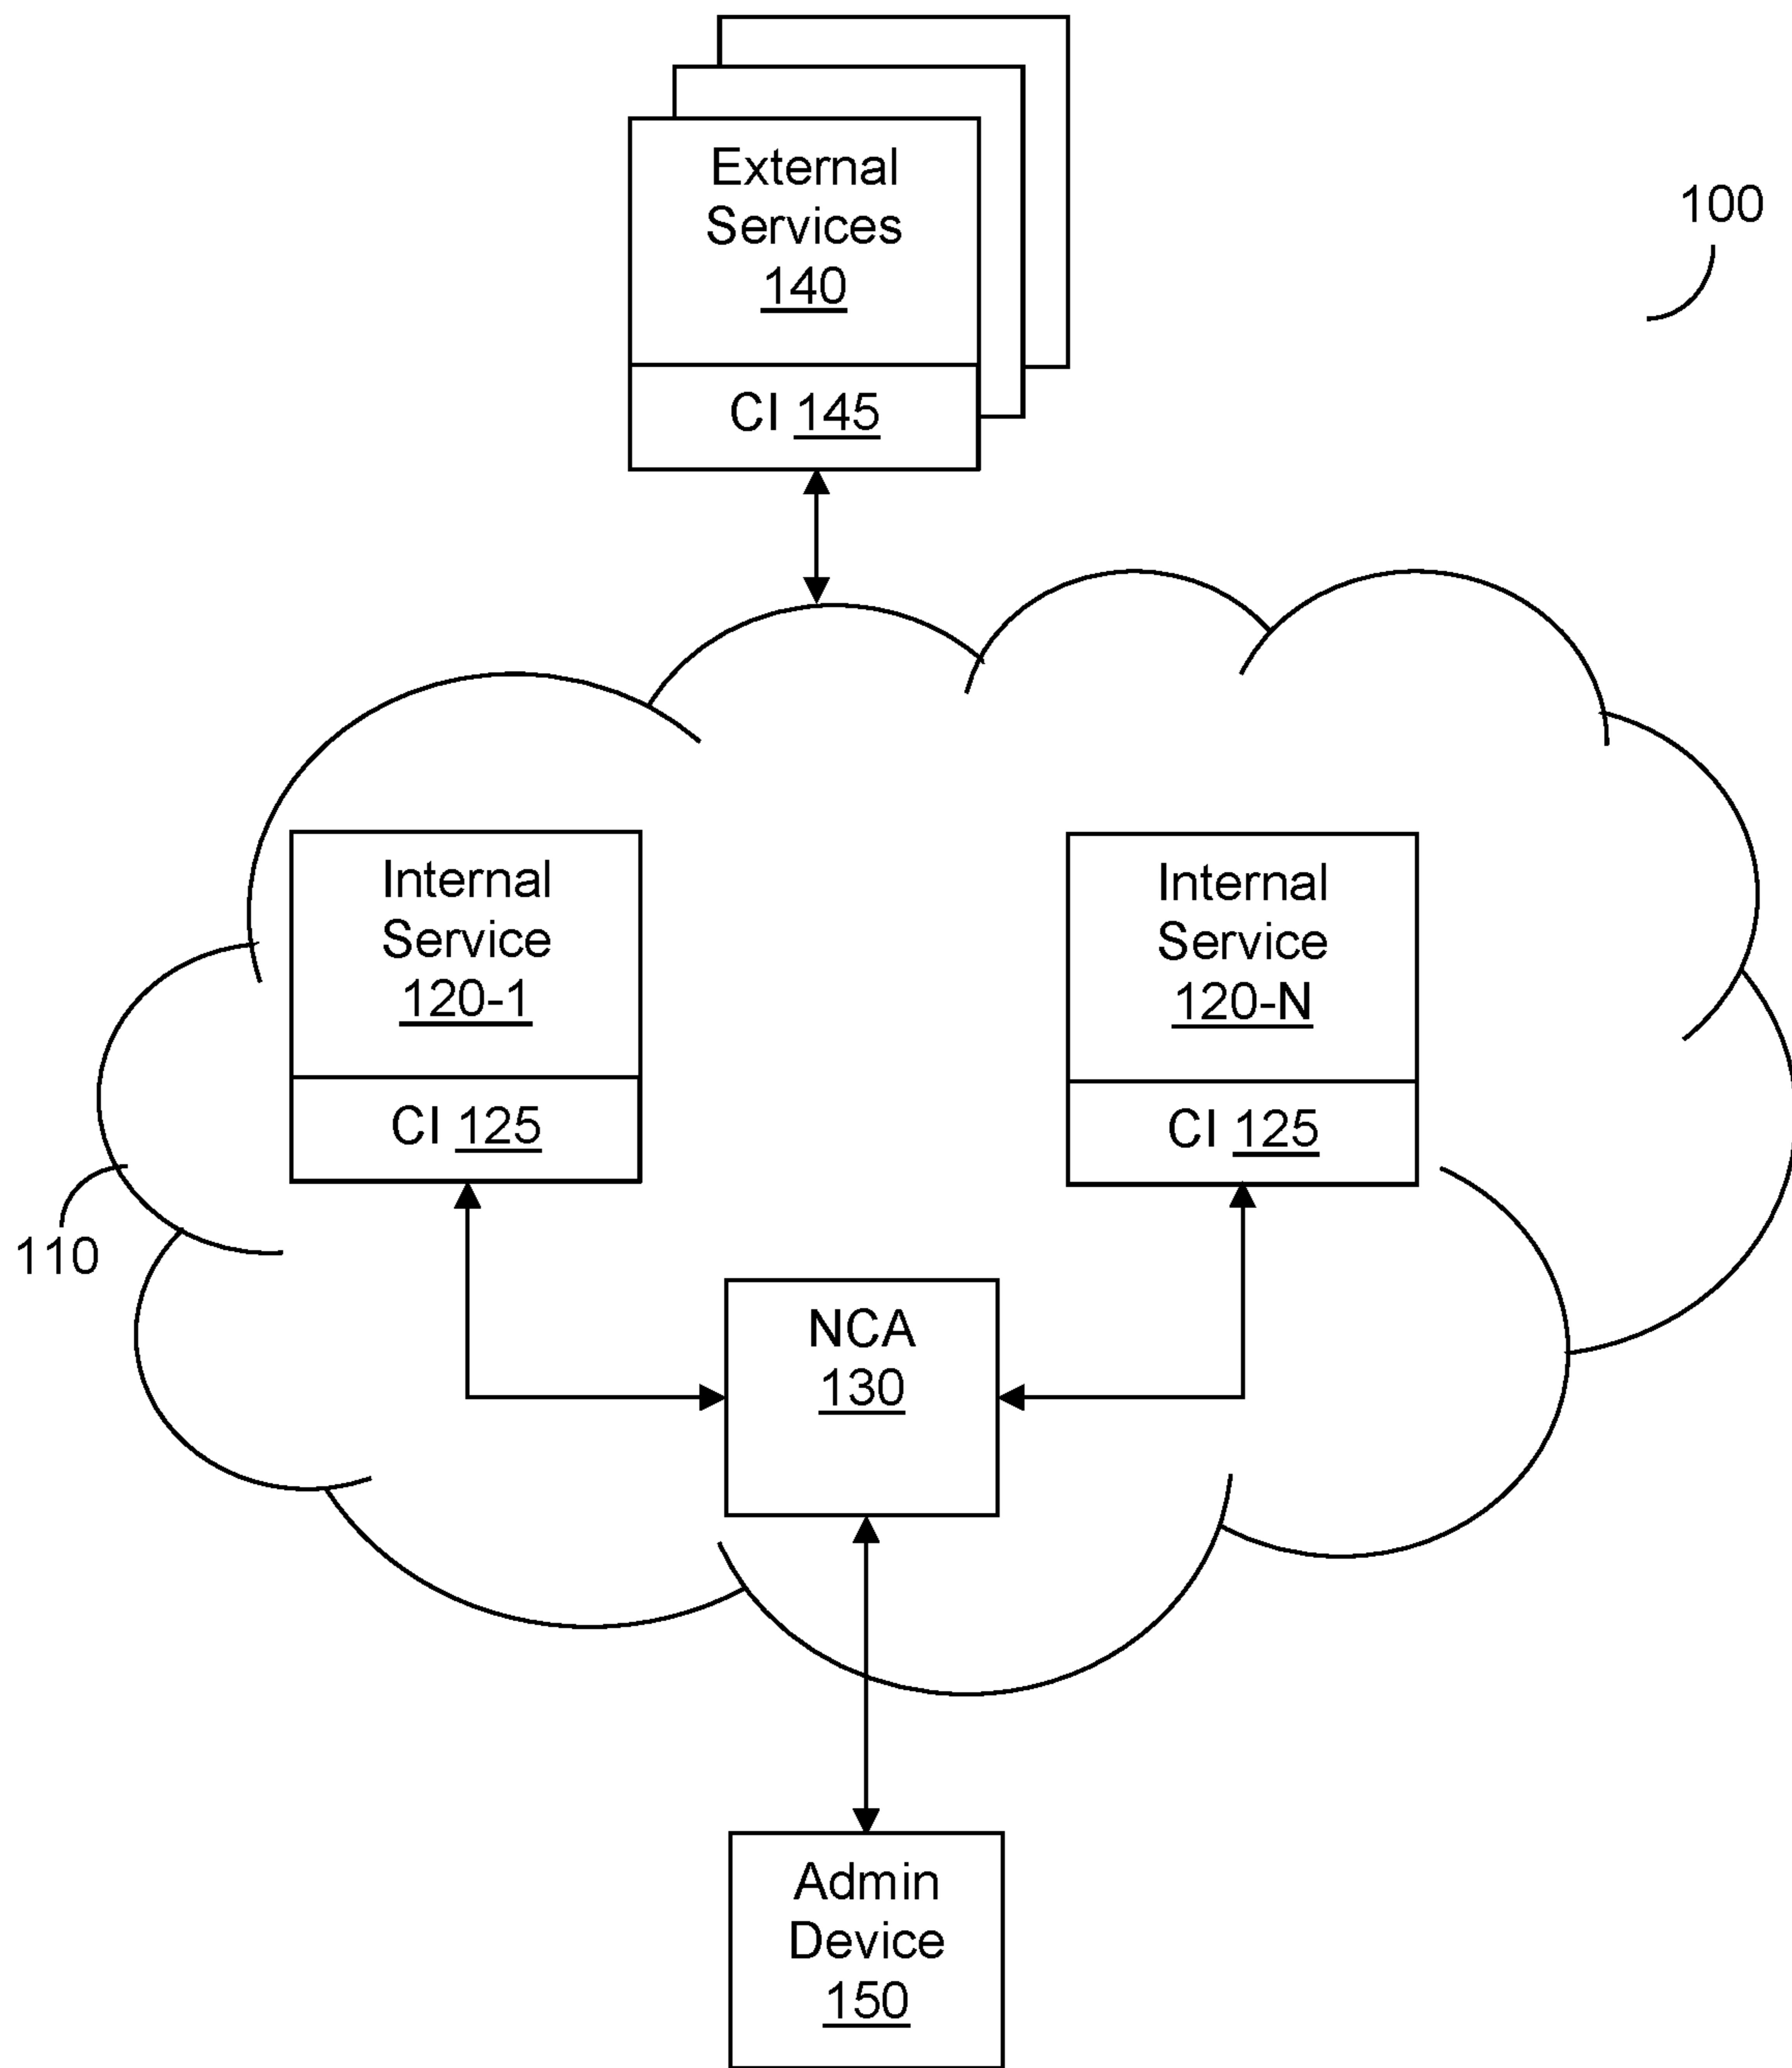 External
Services
140
CI 145
100
Internal
Service
120-1
CI 125
Internal
Service
120-N
CI 125
110
NCA
130
Admin
Device
150